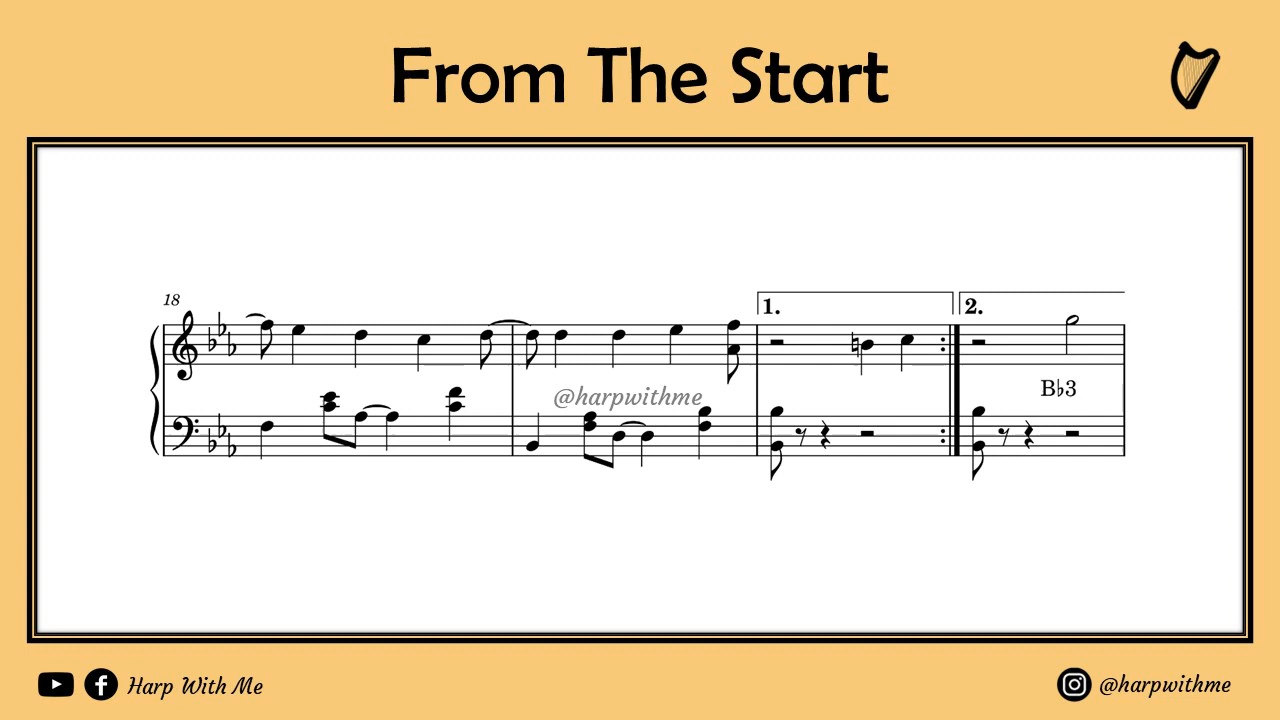 From The Start
18
1.
2.
@harpwithme
B♭3
Harp With Me
@harpwithme